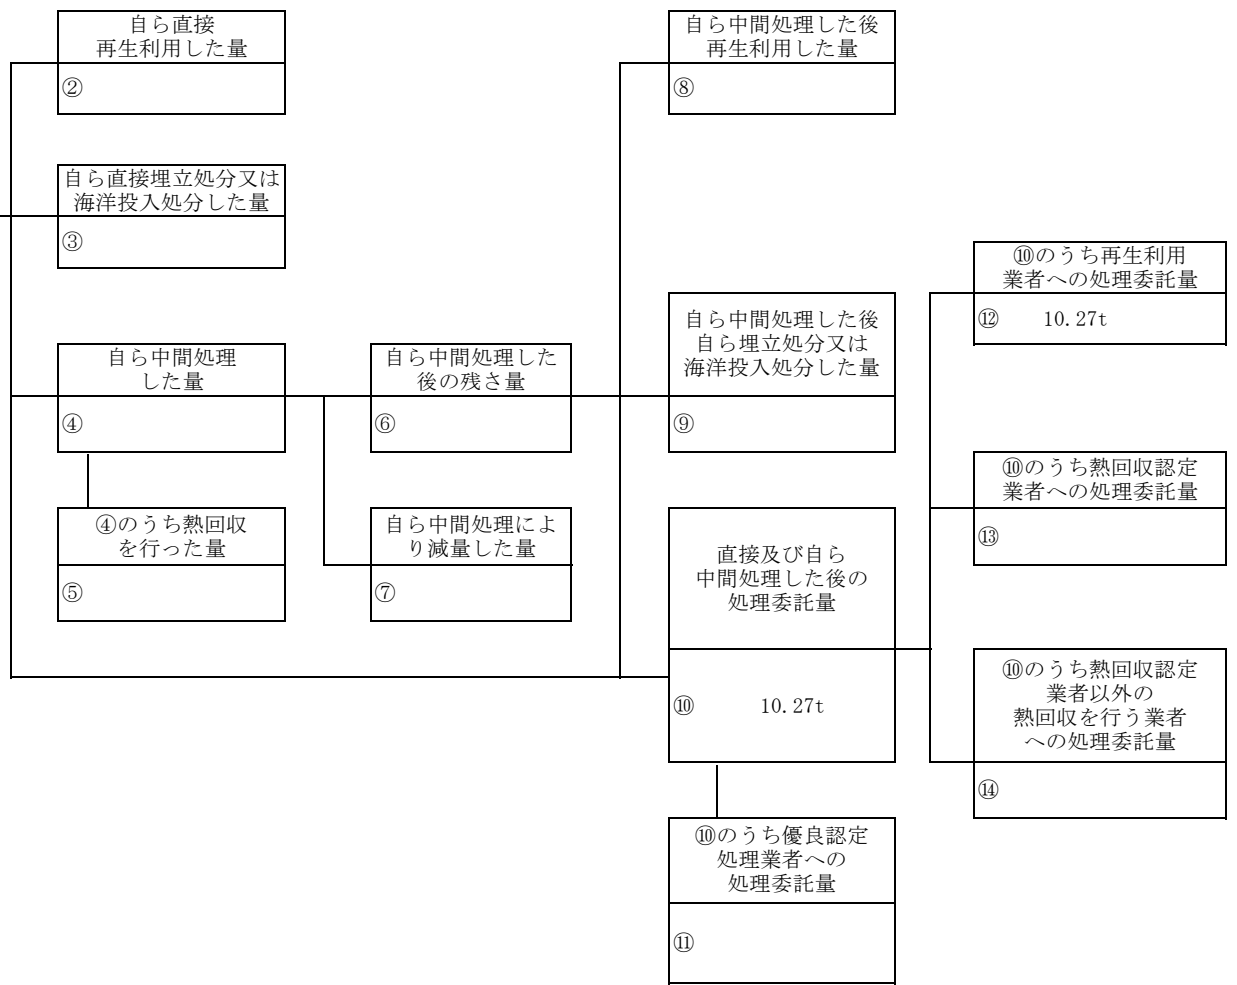 自ら直接
再生利用した量
②
自ら中間処理した後
再生利用した量
⑧
自ら直接埋立処分又は
海洋投入処分した量
③
⑩のうち再生利用
業者への処理委託量
⑫ 10.27t
自ら中間処理した後
自ら埋立処分又は
海洋投入処分した量
⑨
自ら中間処理
した量
④
自ら中間処理した
後の残さ量
⑥
⑩のうち熱回収認定
業者への処理委託量
⑬
④のうち熱回収
を行った量
⑤
自ら中間処理によ
り減量した量
⑦
直接及び自ら
中間処理した後の
処理委託量
⑩ 10.27t
⑩のうち熱回収認定
業者以外の
熱回収を行う業者
への処理委託量
⑭
⑩のうち優良認定
処理業者への
処理委託量
⑪